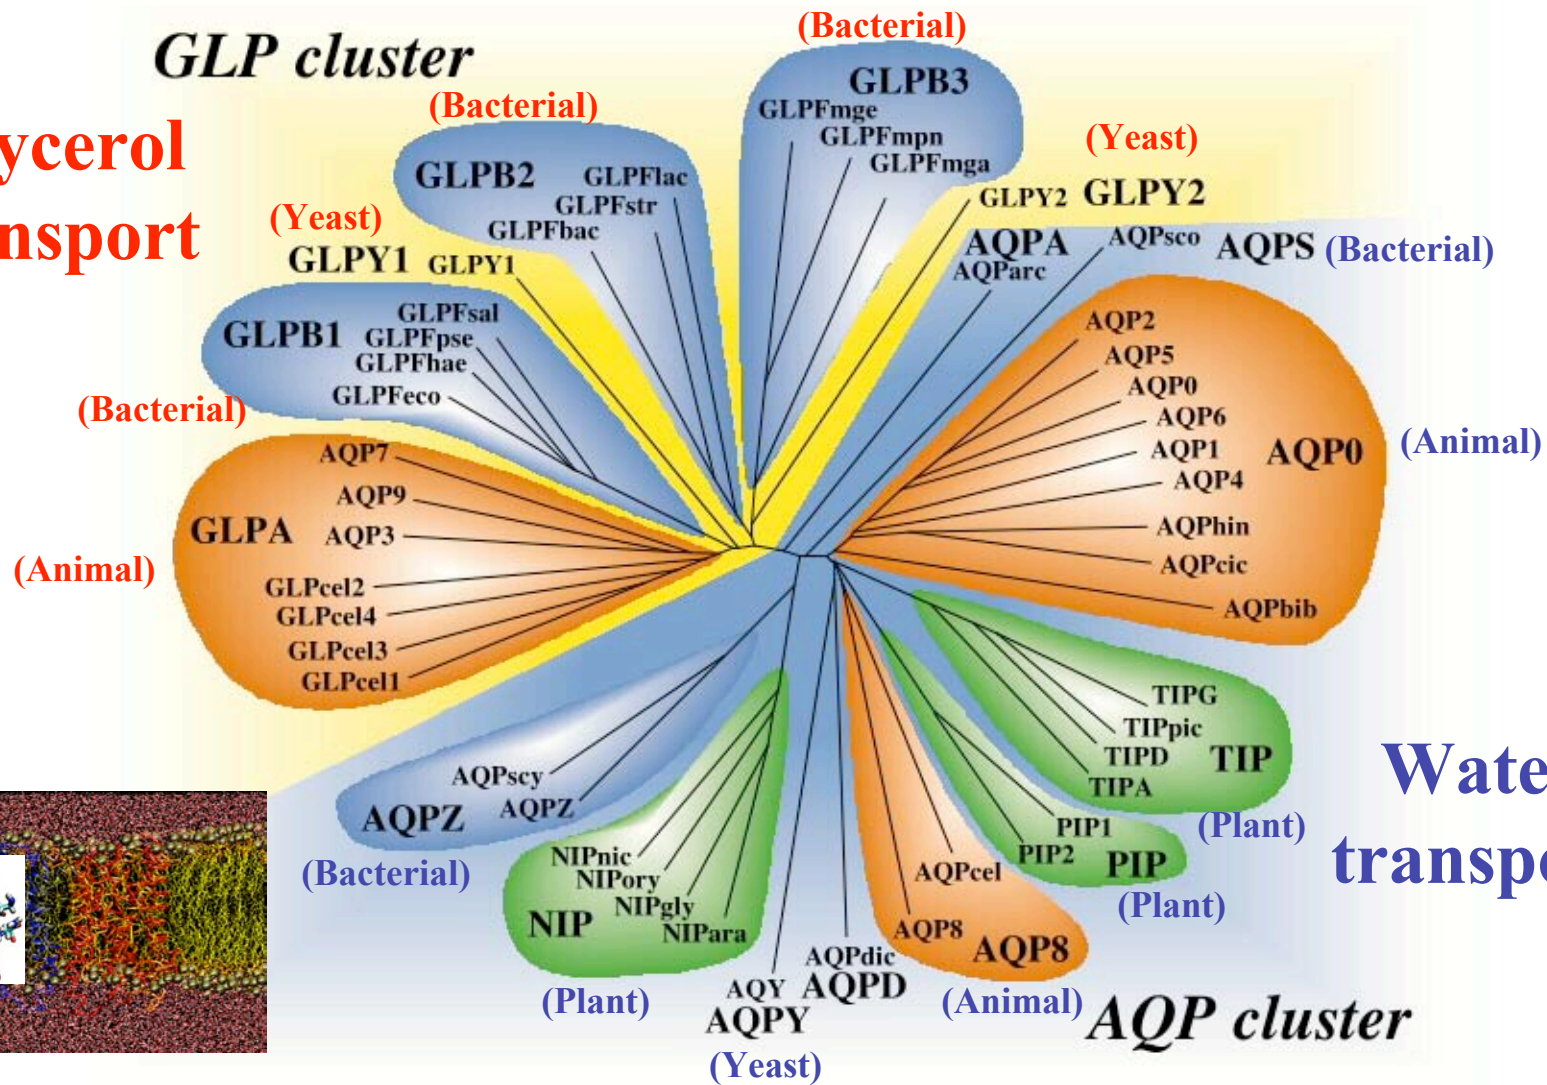 GLP cluster
(Bacterial)
GLPB3
GLPFmge
GLPFmpn
GLPFmga
(Bacterial)
GLPB2
GLPFlac
GLPFstr
GLPFbac
(Yeast)
GLPY2 GLPY2
ycerol
nsport
(Yeast)
GLPY1 GLPY1
AQPA
AQParc
AQPsco
AQPS (Bacterial)
GLPB1
GLPFsal
GLPFpse
GLPFhae
GLPFeco
(Bacterial)
AQP2
AQP5
AQP0
AQP6
AQP1
AQP4
AQPhin
AQPcic
AQPbib
AQP0
(Animal)
AQP7
AQP9
AQP3
GLPA
GLPcel2
GLPcel4
GLPcel3
GLPcel1
(Animal)
TIPG
TIPpic
TIPD
TIPA
TIP
(Plant)
Wate
transpo
AQPscy
AQPZ
AQPZ
(Bacterial)
PIP1
PIP2
PIP
(Plant)
NIPnic
NIPory
NIPgly
NIPara
NIP
(Plant)
AQPcel
AQP8
AQP8
(Animal)
AQPdic
AQPD
AQY
AQPY
(Yeast)
AQP cluster